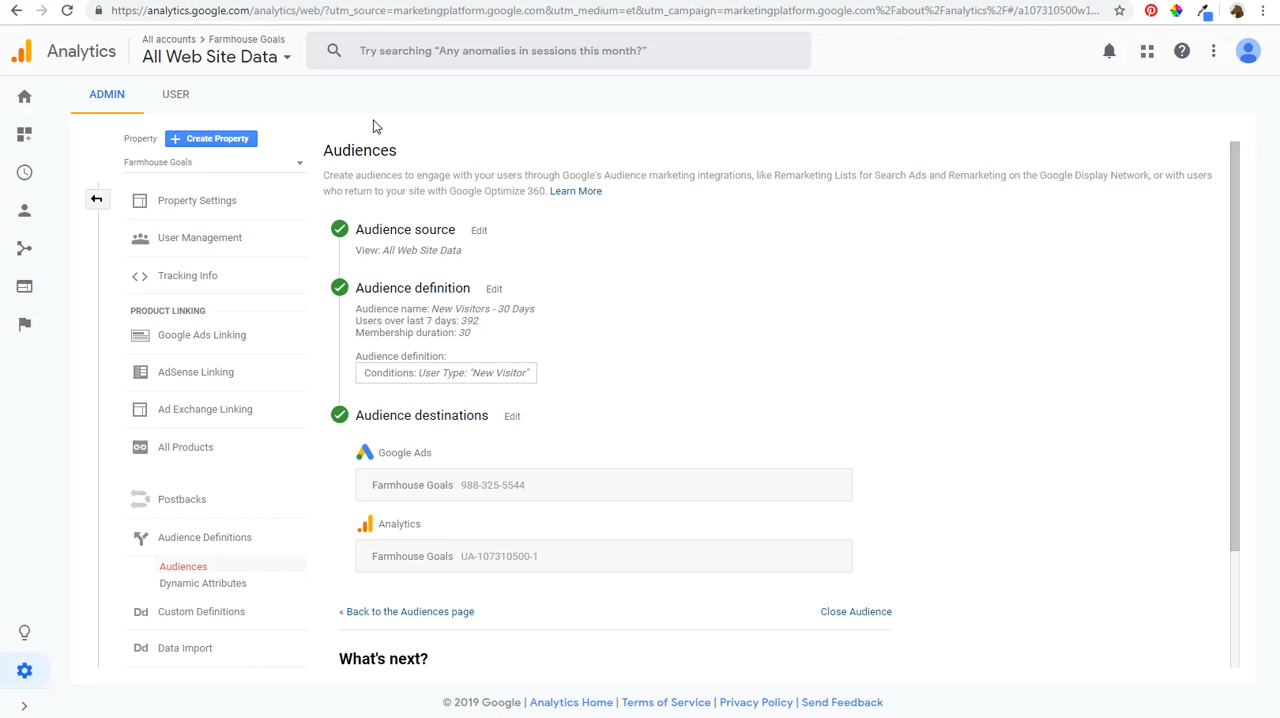 https://analytics.google.com/analytics/web/?utm_source=marketingplatform.google.com&utm_medium=et&utm_campaign=marketingplatform.google.com%2Fabout%2Fanalytics%2F#/a107310500w1...
Analytics
All accounts > Farmhouse Goals
All Web Site Data
Try searching “Any anomalies in sessions this month?”
ADMIN
USER
Property
+ Create Property
Farmhouse Goals
Property Settings
User Management
Tracking Info
PRODUCT LINKING
Google Ads Linking
AdSense Linking
Ad Exchange Linking
All Products
Postbacks
Audience Definitions
Audiences
Dynamic Attributes
Dd Custom Definitions
Dd Data Import
Audiences
Create audiences to engage with your users through Google's Audience marketing integrations, like Remarketing Lists for Search Ads and Remarketing on the Google Display Network, or with users
who return to your site with Google Optimize 360. Learn More
Audience source Edit
View: All Web Site Data
Audience definition Edit
Audience name: New Visitors - 30 Days
Users over last 7 days: 392
Membership duration: 30
Audience definition:
Conditions: User Type: "New Visitor"
Audience destinations Edit
Google Ads
Farmhouse Goals 988-325-5544
Analytics
Farmhouse Goals UA-107310500-1
« Back to the Audiences page
Close Audience
What's next?
© 2019 Google | Analytics Home | Terms of Service | Privacy Policy | Send Feedback